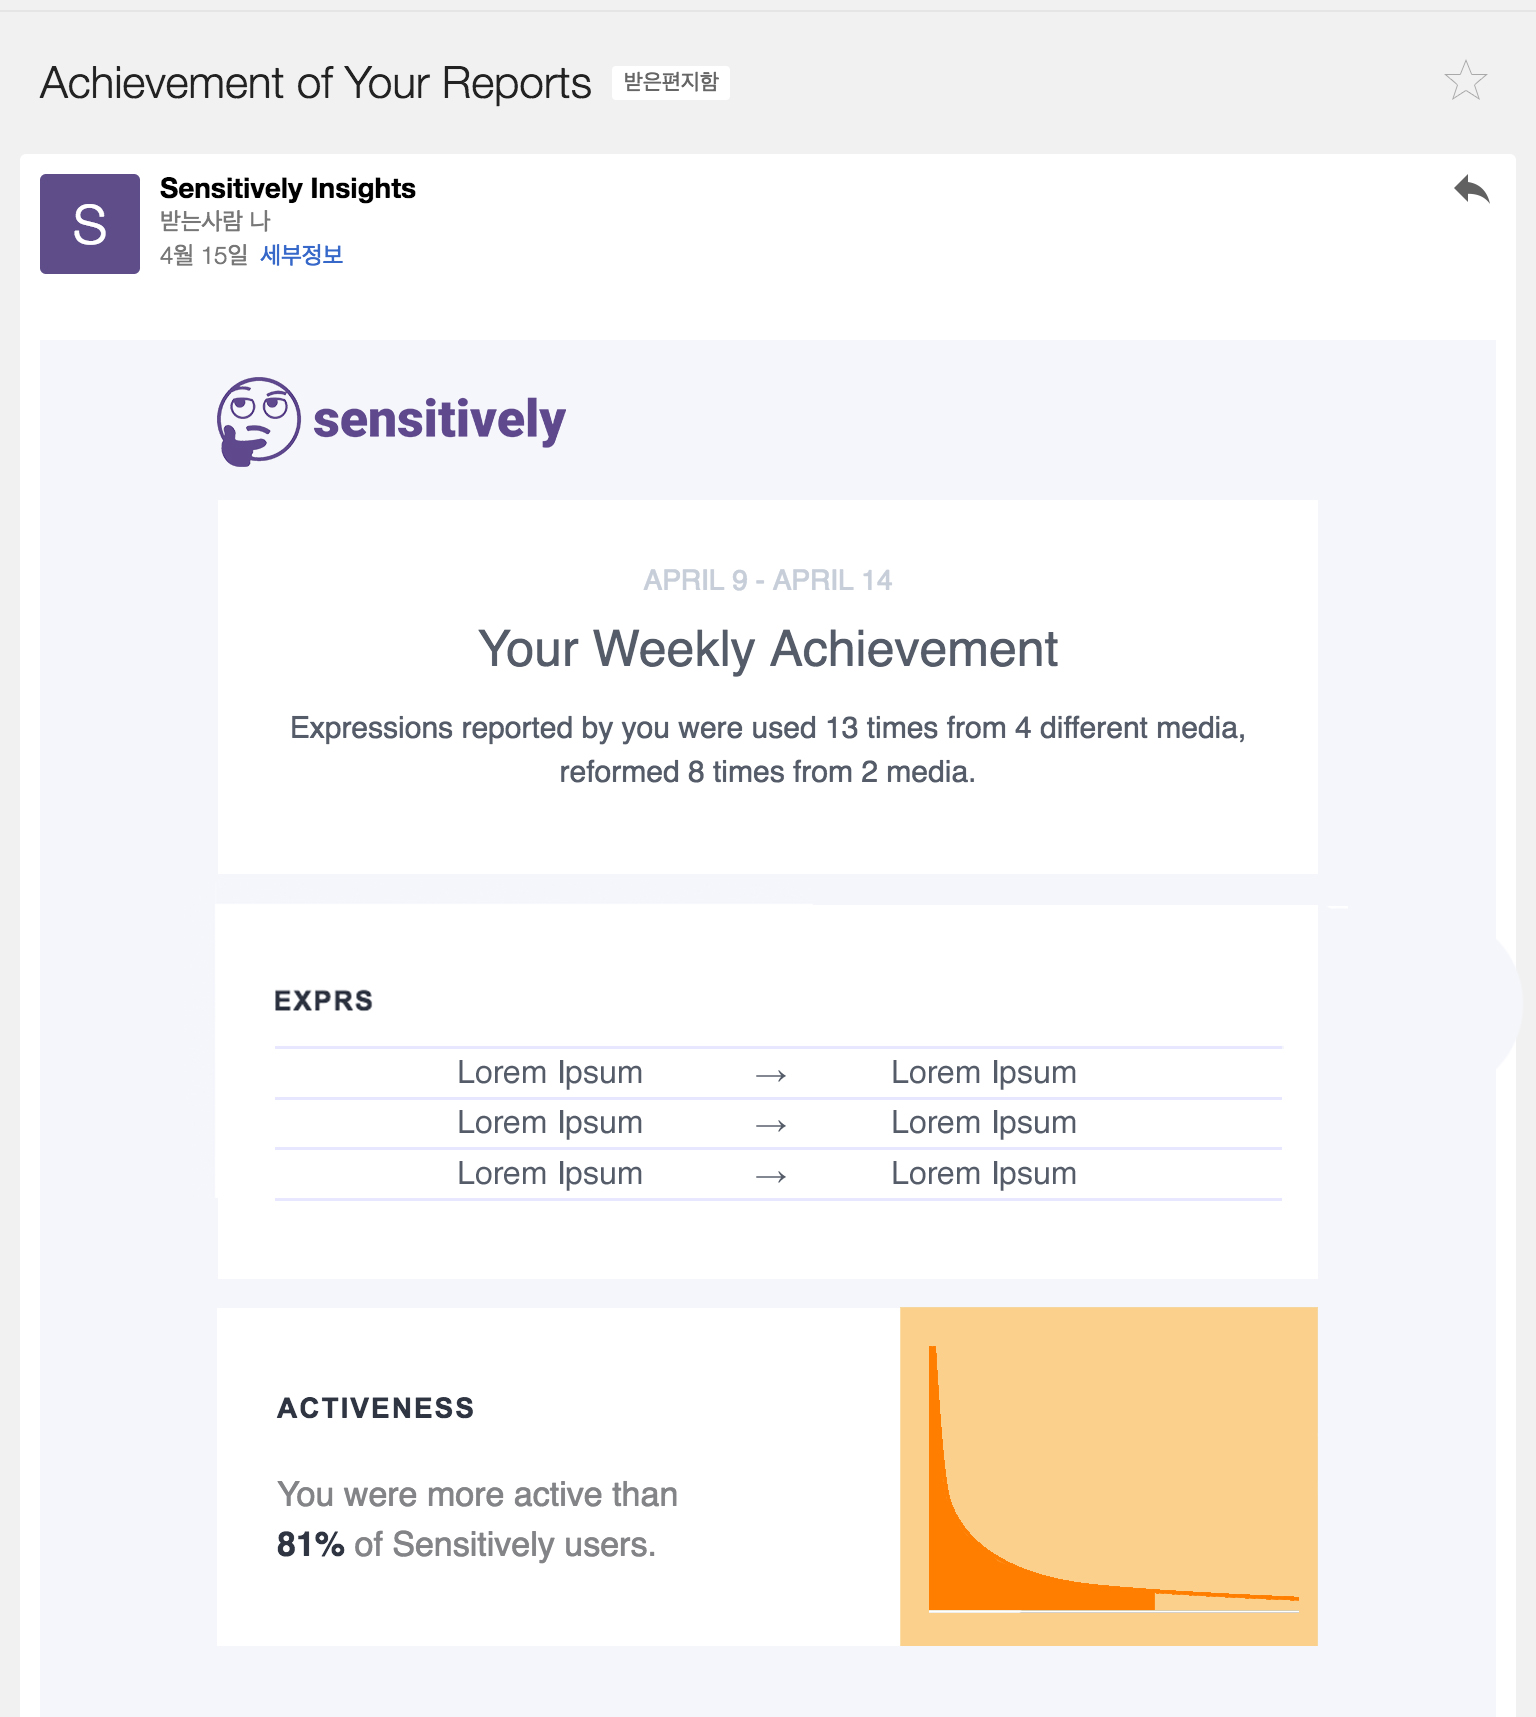 Achievement of Your Reports 받은편지함
S
Sensitively Insights
받는사람 나
4월 15일 세부정보
sensitively
APRIL 9 - APRIL 14
Your Weekly Achievement
Expressions reported by you were used 13 times from 4 different media,
reformed 8 times from 2 media.
EXPRS
Lorem Ipsum → Lorem Ipsum
Lorem Ipsum → Lorem Ipsum
Lorem Ipsum → Lorem Ipsum
ACTIVENESS
You were more active than
81% of Sensitively users.